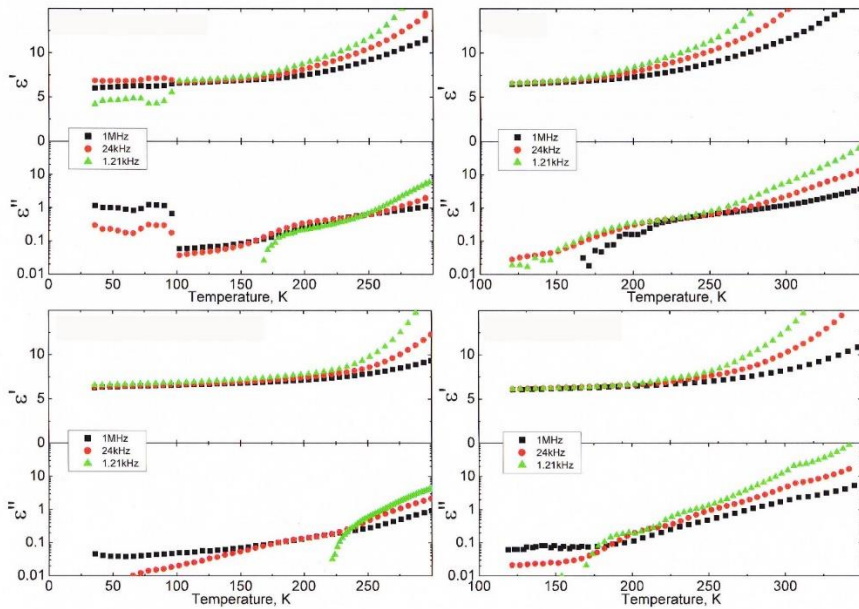 ε'
10
5
0
1MHz
24kHz
1.21kHz
ε''
10
1
0.1
0.01
0 50 100 150 200 250
Temperature, K
ε'
10
5
0
1MHz
24kHz
1.21kHz
ε''
10
1
0.1
0.01
100 150 200 250 300
Temperature, K
ε'
10
5
0
1MHz
24kHz
1.21kHz
ε''
10
1
0.1
0.01
0 50 100 150 200 250
Temperature, K
ε'
10
5
0
1MHz
24kHz
1.21kHz
ε''
10
1
0.1
0.01
100 150 200 250 300
Temperature, K